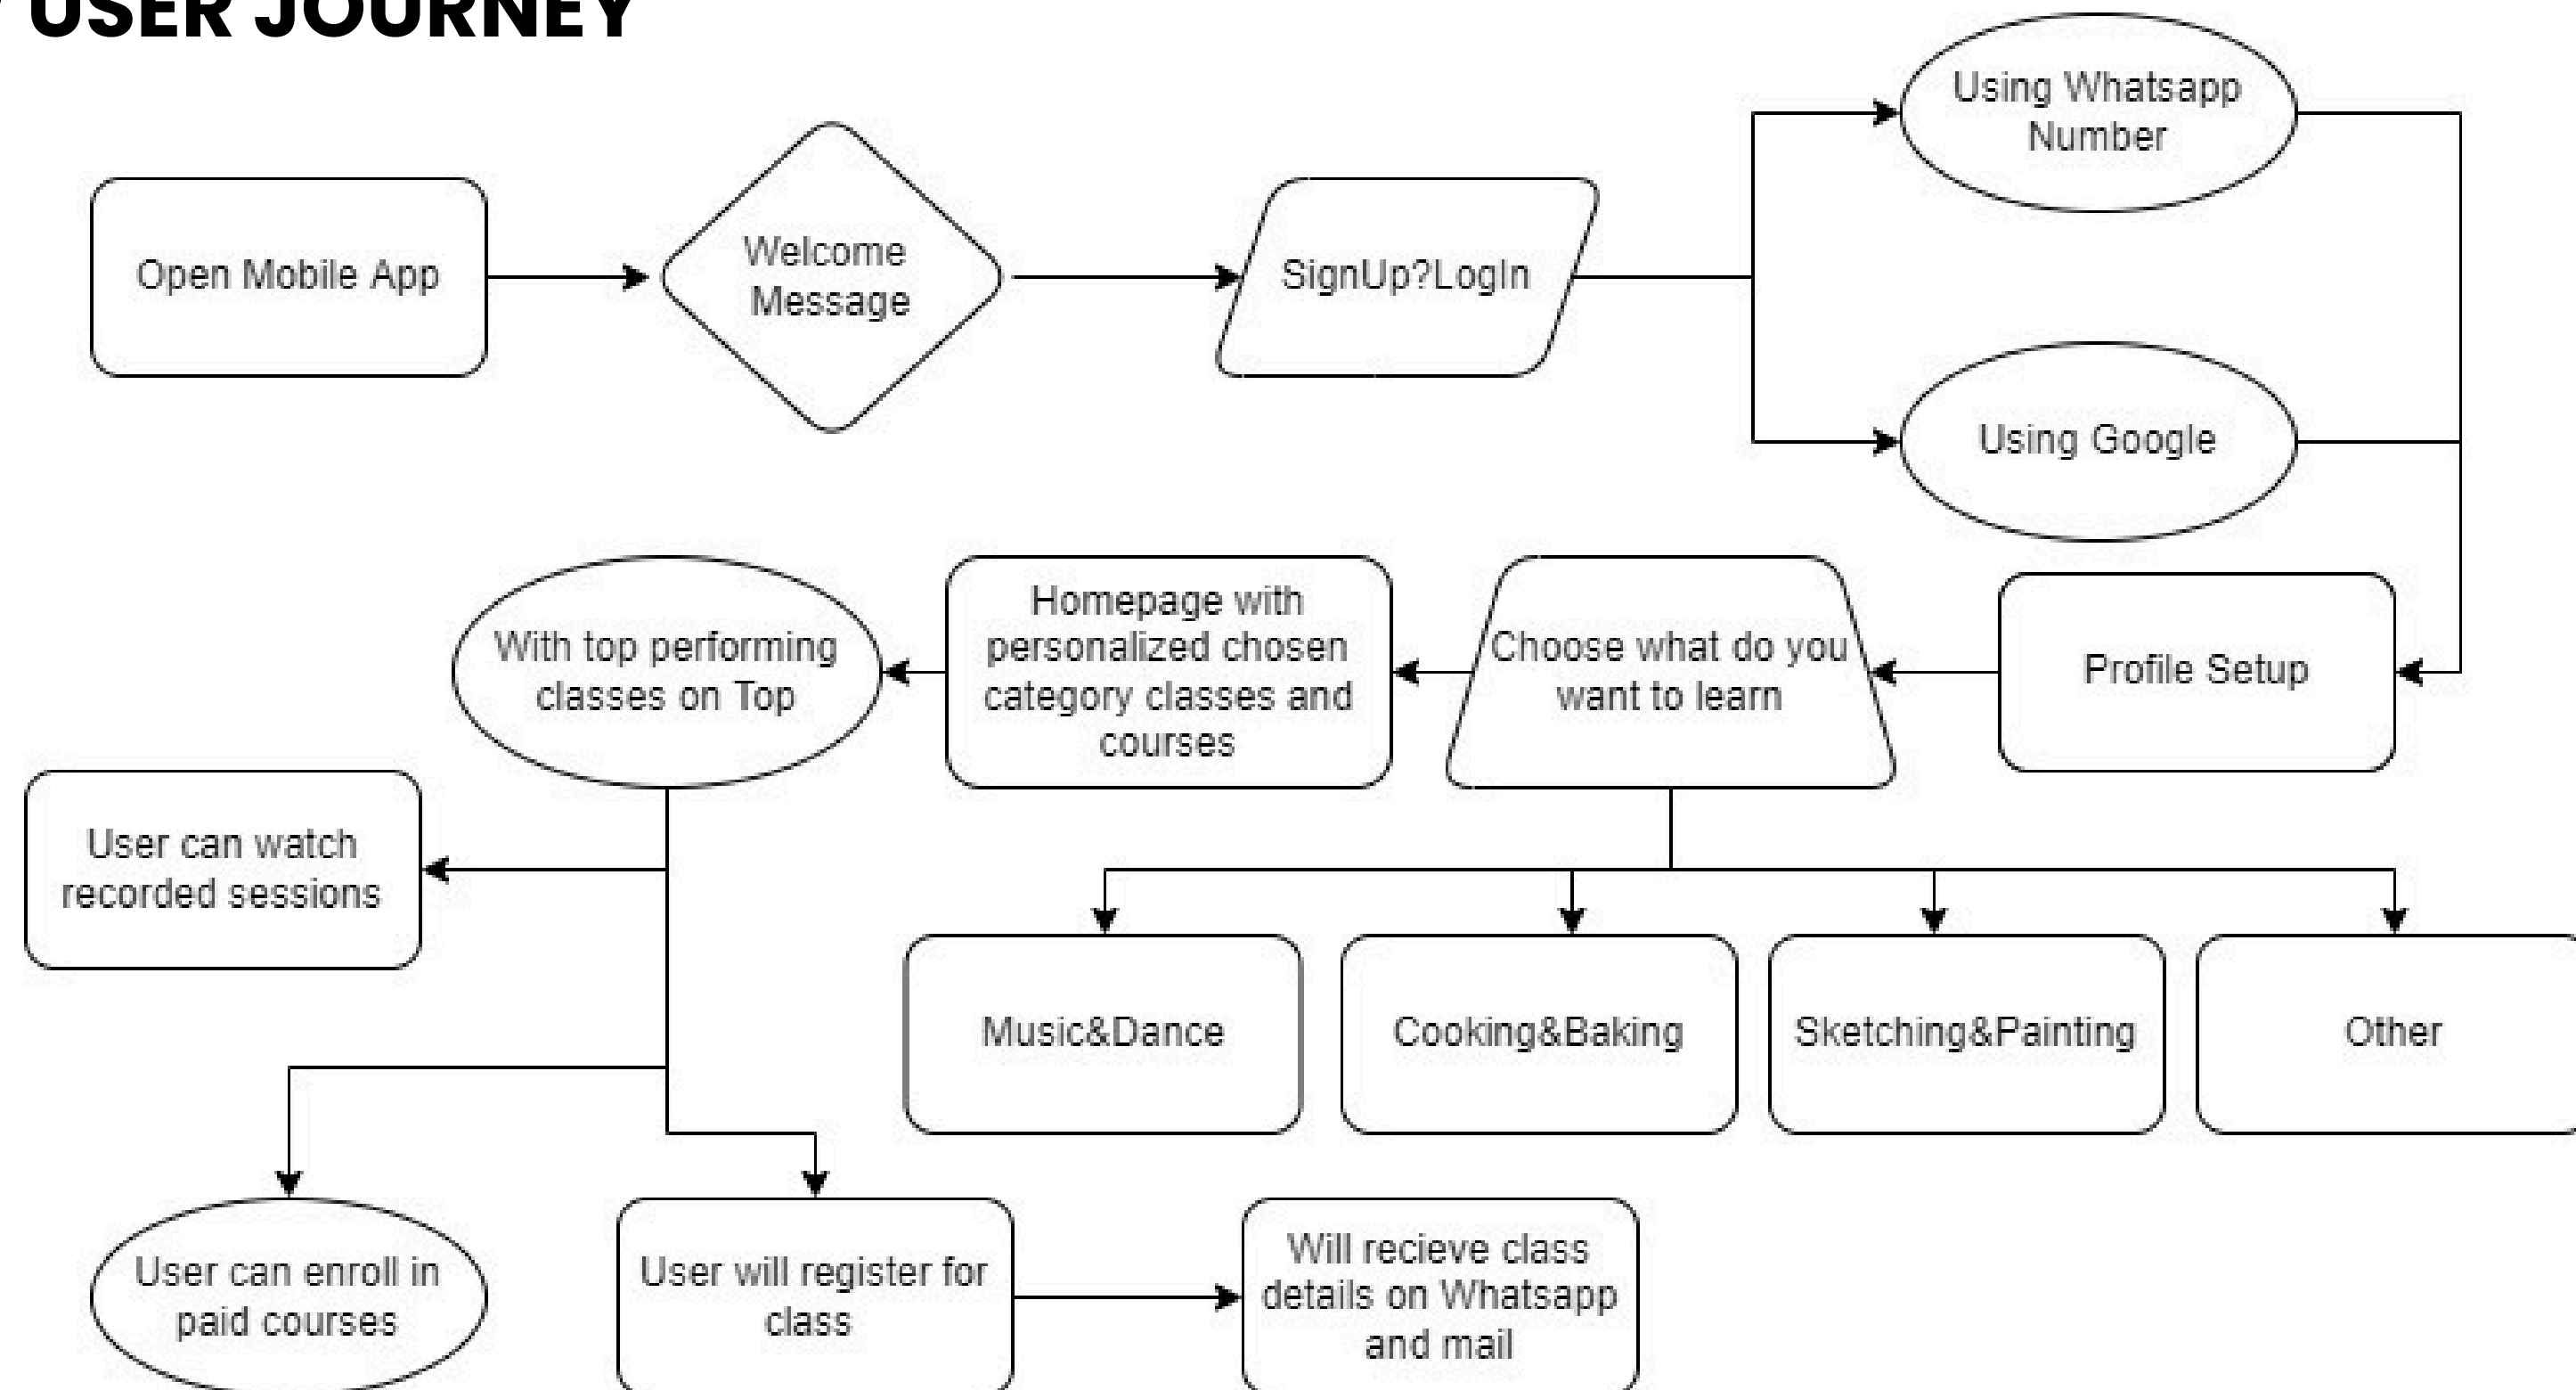 USER JOURNEY
Using Whatsapp
Number
Open Mobile App
Welcome
Message
SignUp?LogIn
Using Google
With top performing
classes on Top
Homepage with
personalized chosen
category classes and
courses
Choose what do you
want to learn
Profile Setup
User can watch
recorded sessions
Music&Dance
Cooking&Baking
Sketching&Painting
Other
User can enroll in
paid courses
User will register for
class
Will recieve class
details on Whatsapp
and mail